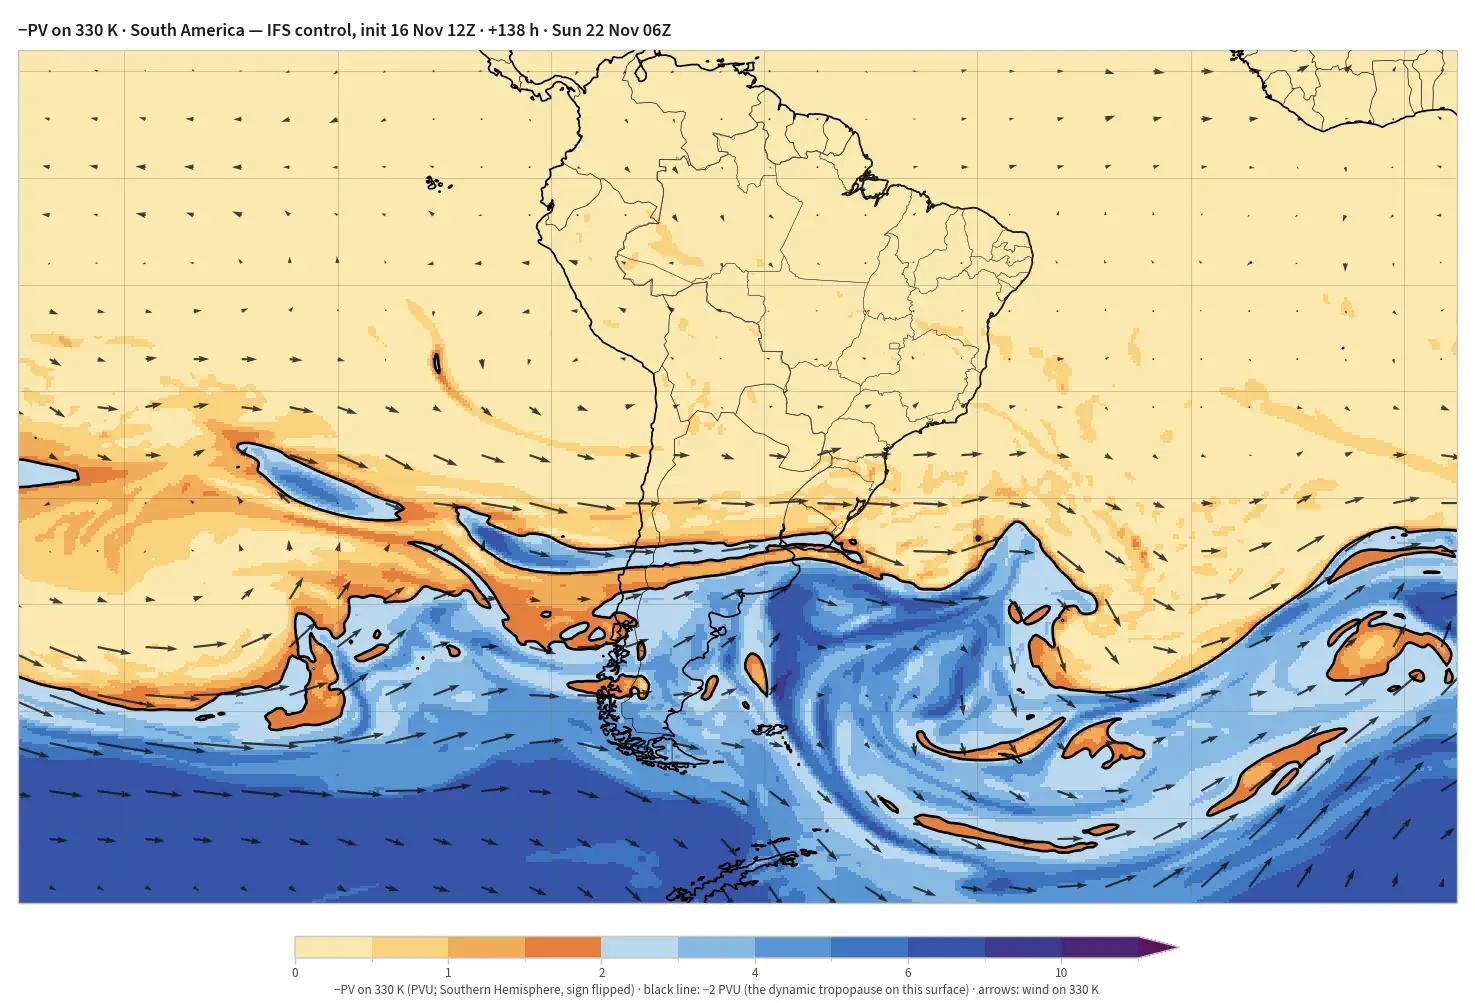 −PV on 330 K · South America — IFS control, init 16 Nov 12Z · +138 h · Sun 22 Nov 06Z
0 1 2 4 6 10
−PV on 330 K (PVU; Southern Hemisphere, sign flipped) · black line: −2 PVU (the dynamic tropopause on this surface) · arrows: wind on 330 K